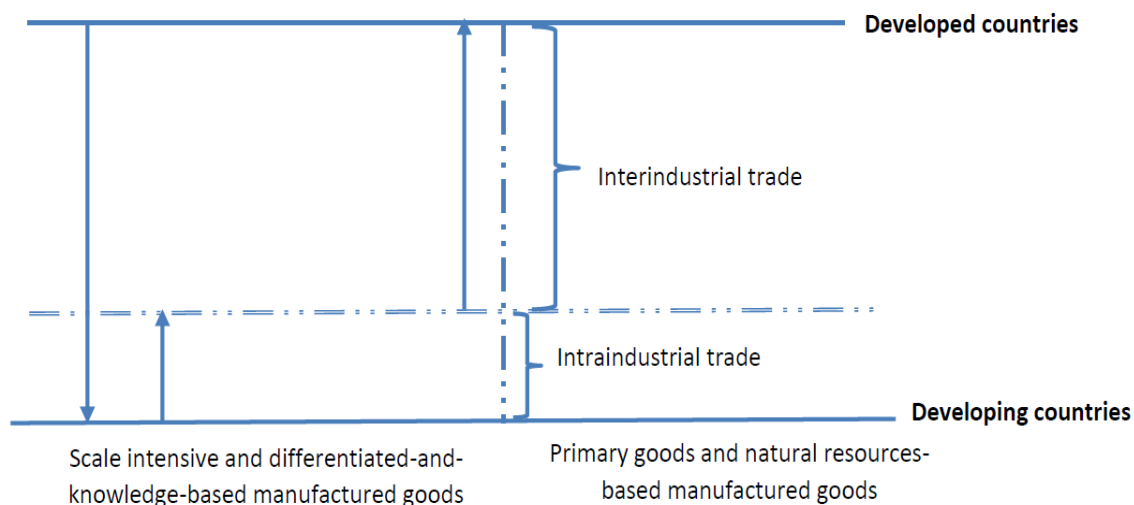 Developed countries
Interindustrial trade
Intraindustrial trade
Developing countries
Scale intensive and differentiated-and-
knowledge-based manufactured goods
Primary goods and natural resources-
based manufactured goods